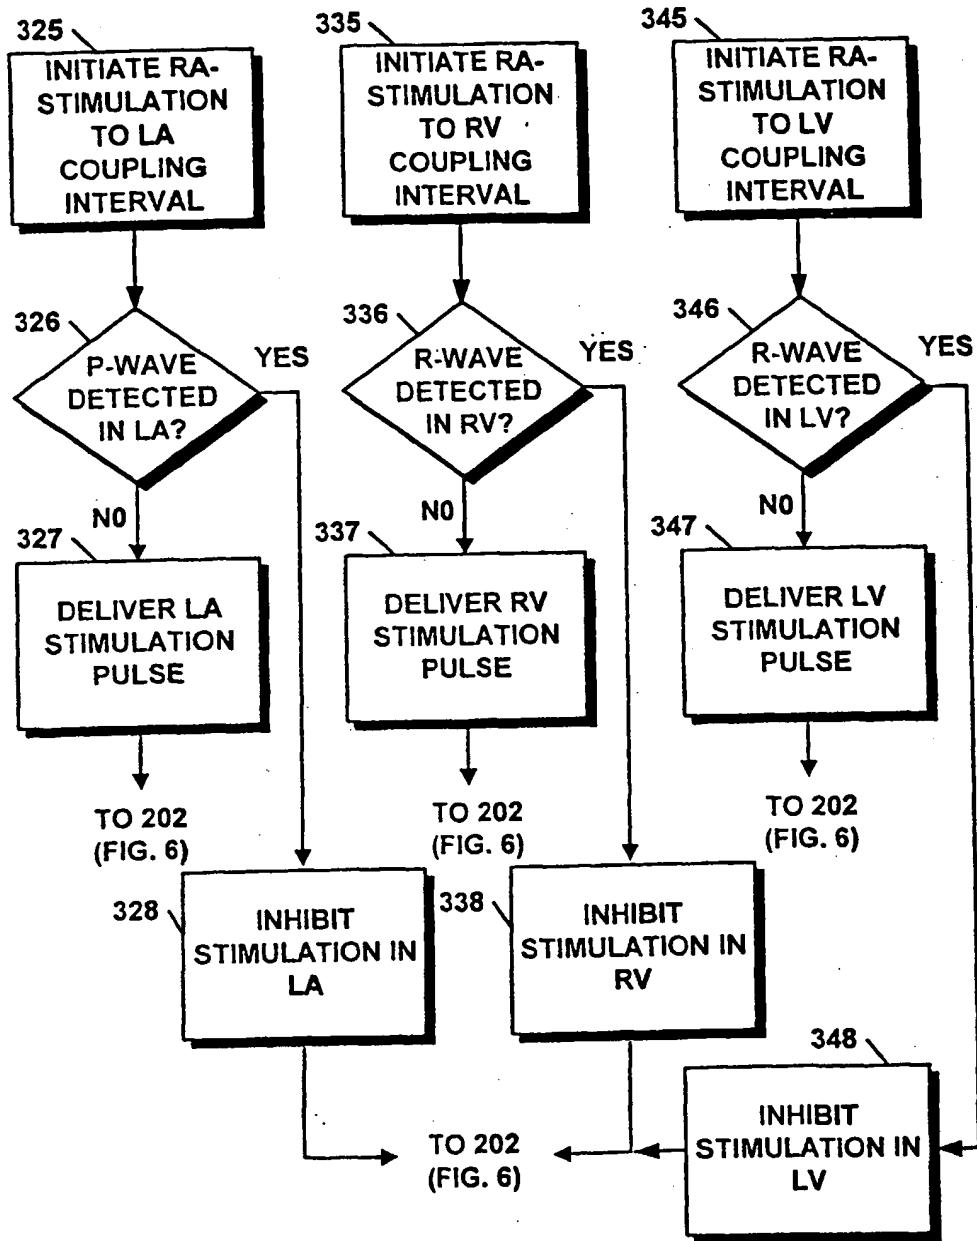 325
INITIATE RA-
STIMULATION
TO LA
COUPLING
INTERVAL
335
INITIATE RA-
STIMULATION
TO RV
COUPLING
INTERVAL
345
INITIATE RA-
STIMULATION
TO LV
COUPLING
INTERVAL
326
P-WAVE
DETECTED
IN LA?
YES
NO
336
R-WAVE
DETECTED
IN RV?
YES
NO
346
R-WAVE
DETECTED
IN LV?
YES
NO
327
DELIVER LA
STIMULATION
PULSE
337
DELIVER RV
STIMULATION
PULSE
347
DELIVER LV
STIMULATION
PULSE
TO 202
(FIG. 6)
TO 202
(FIG. 6)
TO 202
(FIG. 6)
328
INHIBIT
STIMULATION IN
LA
338
INHIBIT
STIMULATION IN
RV
348
INHIBIT
STIMULATION IN
LV
TO 202
(FIG. 6)